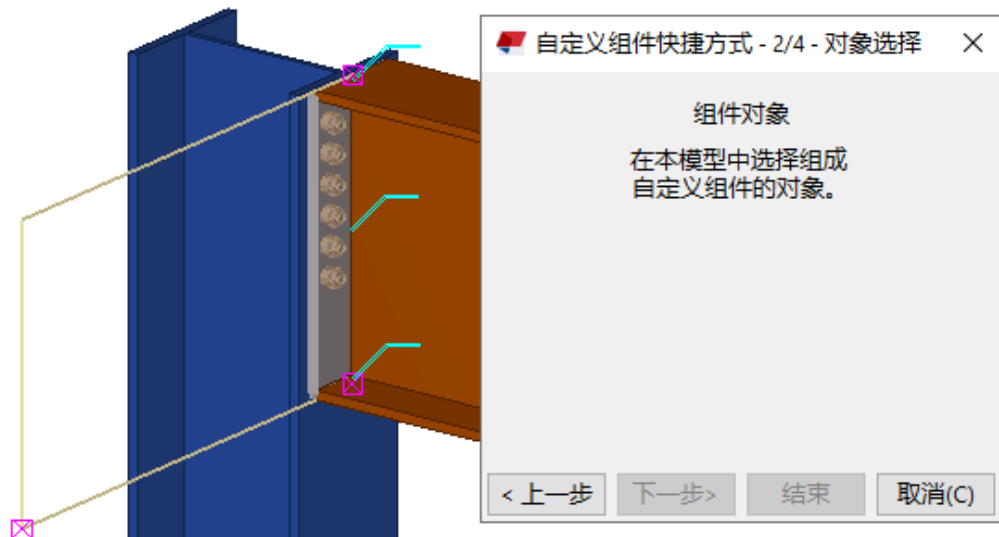 自定义组件快捷方式 - 2/4 - 对象选择
组件对象
在本模型中选择组成
自定义组件的对象。
< 上一步
下一步>
结束
取消(C)